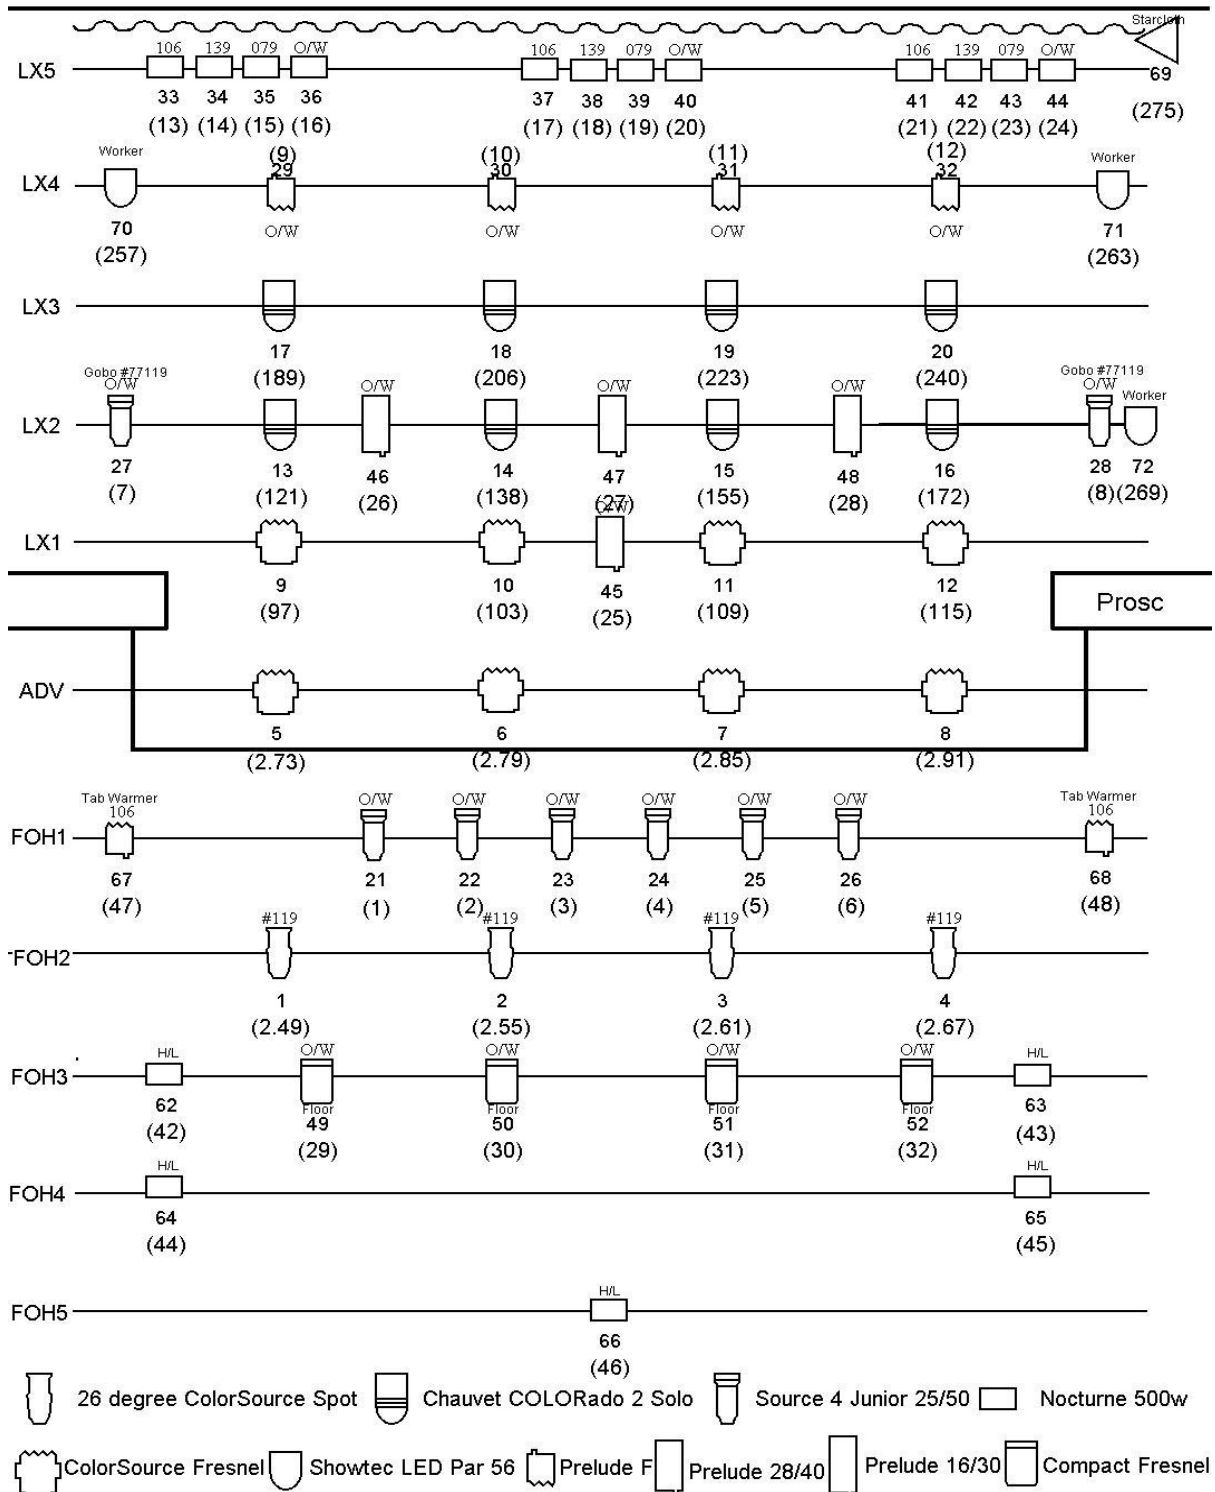 Starcloth
106 139 079 O/W 106 139 079 O/W 106 139 079 O/W
LX5
33 34 35 36 37 38 39 40 41 42 43 44 69
(13) (14) (15) (16) (17) (18) (19) (20) (21) (22) (23) (24) (275)
(9) (10) (11) (12)
Worker 29 30 31 32 Worker
LX4
70 O/W O/W O/W O/W 71
(257) (263)
LX3
17 18 19 20
(189) (206) (223) (240)
Gobo #77119 Gobo #77119
O/W O/W O/W O/W O/W Worker
LX2
27 13 46 14 47 15 48 16 28 72
(7) (121) (26) (138) (27) (155) (28) (172) (8) (269)
O/W
LX1
9 10 45 11 12
(97) (103) (25) (109) (115)
Prosc
ADV
5 6 7 8
(2.73) (2.79) (2.85) (2.91)
Tab Warmer O/W O/W O/W O/W O/W O/W Tab Warmer
106 106
FOH1
67 21 22 23 24 25 26 68
(47) (1) (2) (3) (4) (5) (6) (48)
#119 #119 #119 #119
FOH2
1 2 3 4
(2.49) (2.55) (2.61) (2.67)
H/L O/W O/W O/W O/W H/L
FOH3
Floor Floor Floor Floor
62 49 50 51 52 63
(42) (29) (30) (31) (32) (43)
H/L H/L
FOH4
64 65
(44) (45)
H/L
FOH5
66
(46)
26 degree ColorSource Spot Chauvet COLORado 2 Solo Source 4 Junior 25/50 Nocturne 500w
ColorSource Fresnel Showtec LED Par 56 Prelude F Prelude 28/40 Prelude 16/30 Compact Fresnel